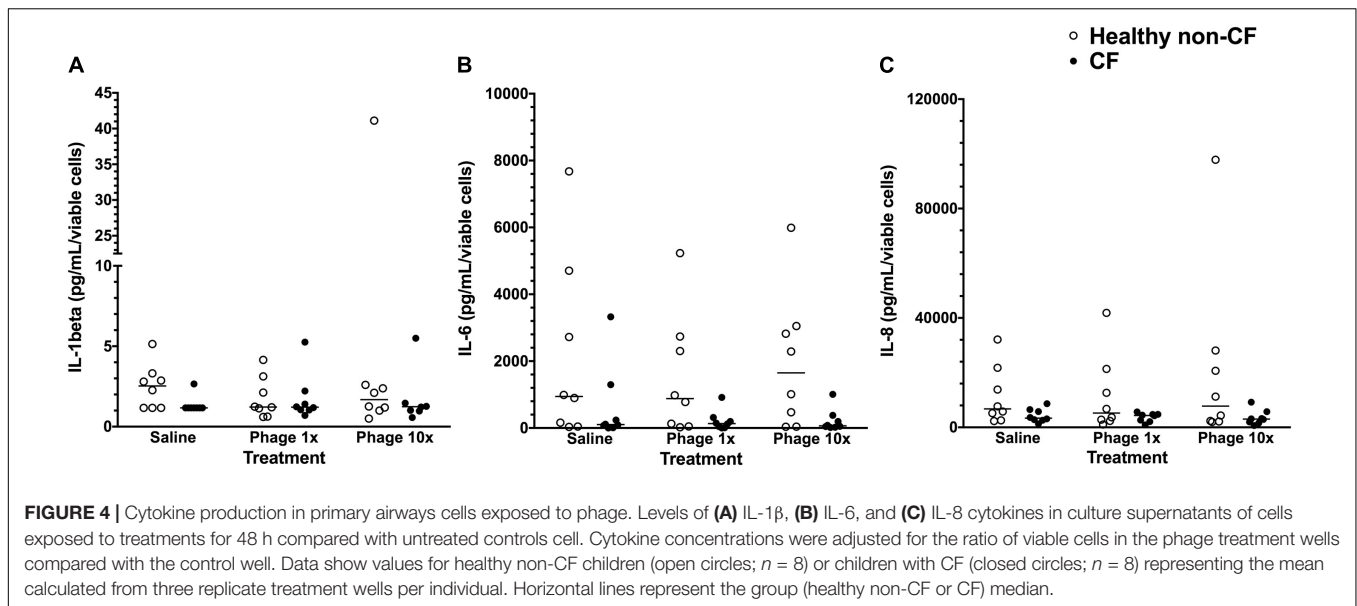 Healthy non-CF
CF
A
45
40
35
30
25
10
5
0
IL-1beta (pg/mL/viable cells)
Saline Phage 1x Phage 10x
Treatment
B
10000
8000
6000
4000
2000
0
IL-6 (pg/mL/viable cells)
Saline Phage 1x Phage 10x
Treatment
C
120000
80000
40000
0
IL-8 (pg/mL/viable cells)
Saline Phage 1x Phage 10x
Treatment
FIGURE 4 | Cytokine production in primary airways cells exposed to phage. Levels of (A) IL-1β, (B) IL-6, and (C) IL-8 cytokines in culture supernatants of cells
exposed to treatments for 48 h compared with untreated controls cell. Cytokine concentrations were adjusted for the ratio of viable cells in the phage treatment wells
compared with the control well. Data show values for healthy non-CF children (open circles; n = 8) or children with CF (closed circles; n = 8) representing the mean
calculated from three replicate treatment wells per individual. Horizontal lines represent the group (healthy non-CF or CF) median.